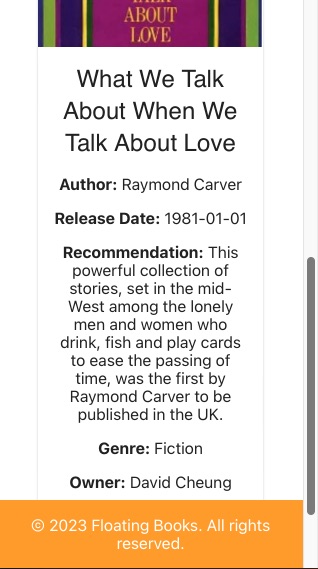 TALK
ABOUT
LOVE
What We Talk
About When We
Talk About Love
Author: Raymond Carver
Release Date: 1981-01-01
Recommendation: This
powerful collection of
stories, set in the mid-
West among the lonely
men and women who
drink, fish and play cards
to ease the passing of
time, was the first by
Raymond Carver to be
published in the UK.
Genre: Fiction
Owner: David Cheung
© 2023 Floating Books. All rights
reserved.